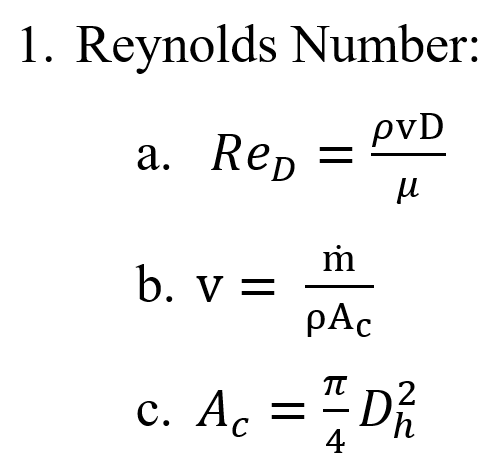 1. Reynolds Number:
a. Re_D = ρvD/μ
b. v = ṁ/ρA_C
c. A_c = π/4 D_h^2